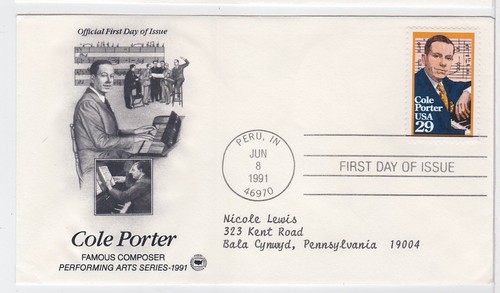 Official First Day of Issue
Cole
Porter
USA
29
PERU, IN
JUN
8
1991
46970
FIRST DAY OF ISSUE
Nicole Lewis
323 Kent Road
Bala Cynwyd, Pennsylvania 19004
Cole Porter
FAMOUS COMPOSER
PERFORMING ARTS SERIES-1991